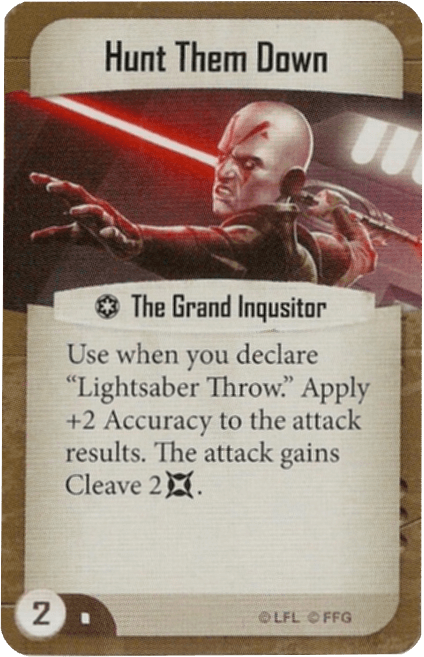 Hunt Them Down
The Grand Inqusitor
Use when you declare
“Lightsaber Throw.” Apply
+2 Accuracy to the attack
results. The attack gains
Cleave 2.
2
©LFL ©FFG